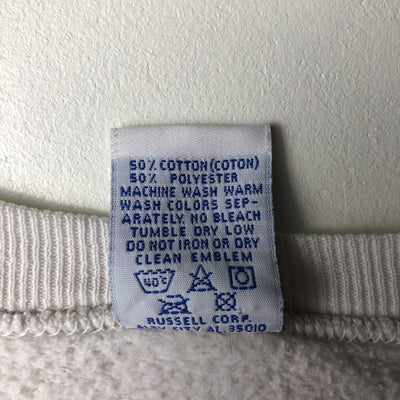 50% COTTON (COTON)
50% POLYESTER
MACHINE WASH WARM
WASH COLORS SEP-
ARATELY, NO BLEACH
TUMBLE DRY LOW
DO NOT IRON OR DRY
CLEAN EMBLEM
40°C
RUSSELL CORP.
CITY AL. 35010